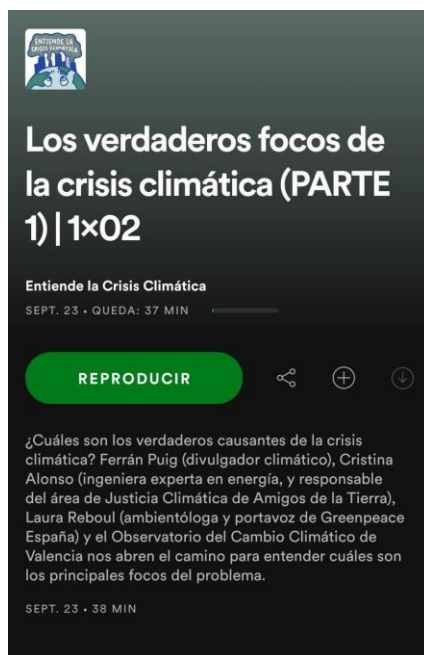 ENTIENDE LA
CRISIS CLIMÁTICA
Los verdaderos focos de
la crisis climática (PARTE
1) | 1×02
Entiende la Crisis Climática
SEPT. 23 • QUEDA: 37 MIN
REPRODUCIR
¿Cuáles son los verdaderos causantes de la crisis
climática? Ferrán Puig (divulgador climático), Cristina
Alonso (ingeniera experta en energía, y responsable
del área de Justicia Climática de Amigos de la Tierra),
Laura Reboul (ambientóloga y portavoz de Greenpeace
España) y el Observatorio del Cambio Climático de
Valencia nos abren el camino para entender cuáles son
los principales focos del problema.
SEPT. 23 • 38 MIN